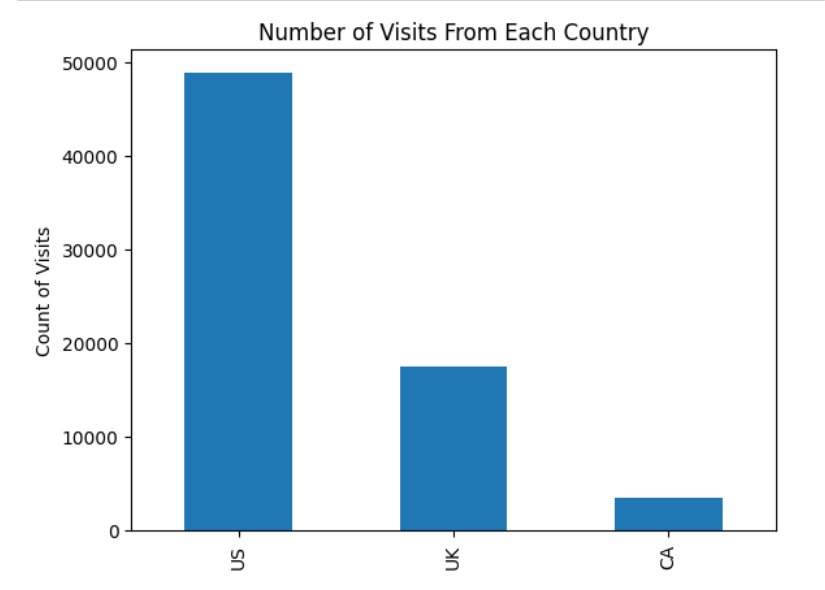 Number of Visits From Each Country
50000
40000
30000
20000
10000
0
Count of Visits
US
UK
CA